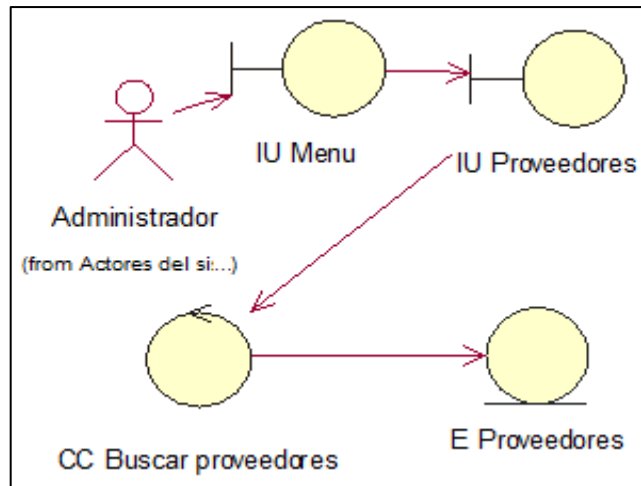 IU Menu
IU Proveedores
Administrador
(from Actores del si...)
CC Buscar proveedores
E Proveedores